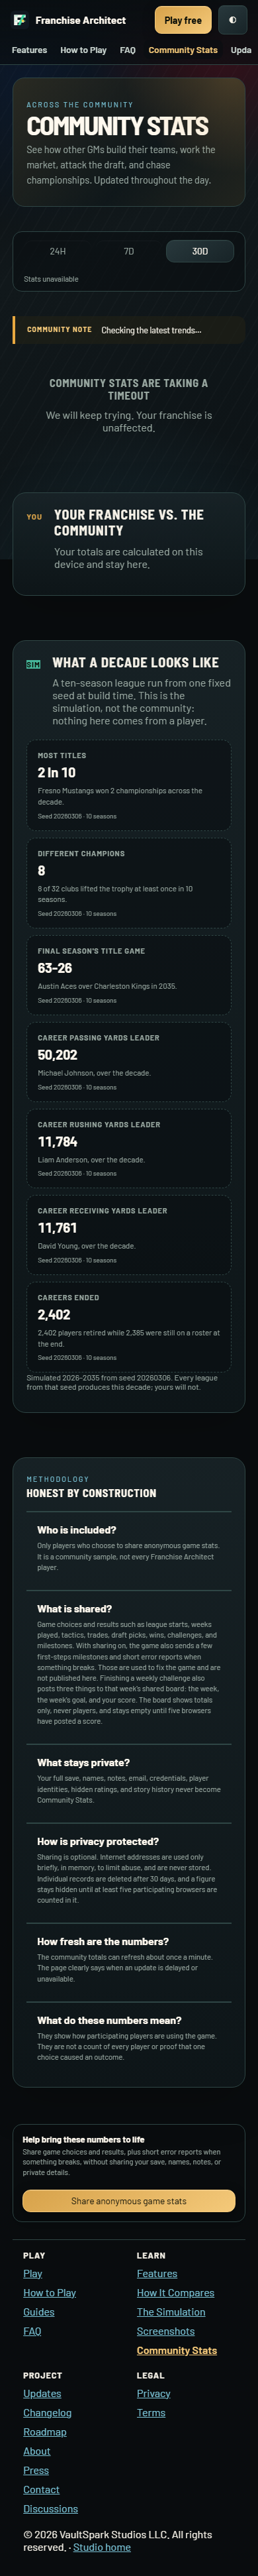 Franchise Architect
Play free
Features How to Play FAQ Community Stats Upda
ACROSS THE COMMUNITY
COMMUNITY STATS
See how other GMs build their teams, work the
market, attack the draft, and chase
championships. Updated throughout the day.
24H 7D 30D
Stats unavailable
COMMUNITY NOTE Checking the latest trends...
COMMUNITY STATS ARE TAKING A
TIMEOUT
We will keep trying. Your franchise is
unaffected.
YOU
YOUR FRANCHISE VS. THE
COMMUNITY
Your totals are calculated on this
device and stay here.
SIM
WHAT A DECADE LOOKS LIKE
A ten-season league run from one fixed
seed at build time. This is the
simulation, not the community:
nothing here comes from a player.
MOST TITLES
2 in 10
Fresno Mustangs won 2 championships across the
decade.
Seed 20260306 · 10 seasons
DIFFERENT CHAMPIONS
8
8 of 32 clubs lifted the trophy at least once in 10
seasons.
Seed 20260306 · 10 seasons
FINAL SEASON'S TITLE GAME
63-26
Austin Aces over Charleston Kings in 2035.
Seed 20260306 · 10 seasons
CAREER PASSING YARDS LEADER
50,202
Michael Johnson, over the decade.
Seed 20260306 · 10 seasons
CAREER RUSHING YARDS LEADER
11,784
Liam Anderson, over the decade.
Seed 20260306 · 10 seasons
CAREER RECEIVING YARDS LEADER
11,761
David Young, over the decade.
Seed 20260306 · 10 seasons
CAREERS ENDED
2,402
2,402 players retired while 2,385 were still on a roster at
the end.
Seed 20260306 · 10 seasons
Simulated 2026–2035 from seed 20260306. Every league
from that seed produces this decade; yours will not.
METHODOLOGY
HONEST BY CONSTRUCTION
Who is included?
Only players who choose to share anonymous game stats.
It is a community sample, not every Franchise Architect
player.
What is shared?
Game choices and results such as league starts, weeks
played, tactics, trades, draft picks, wins, challenges, and
milestones. With sharing on, the game also sends a few
first-steps milestones and short error reports when
something breaks. Those are used to fix the game and are
not published here. Finishing a weekly challenge also
posts three things to that week's shared board: the week,
the week's goal, and your score. The board shows totals
only, never players, and stays empty until five browsers
have posted a score.
What stays private?
Your full save, names, notes, email, credentials, player
identities, hidden ratings, and story history never become
Community Stats.
How is privacy protected?
Sharing is optional. Internet addresses are used only
briefly, in memory, to limit abuse, and are never stored.
Individual records are deleted after 30 days, and a figure
stays hidden until at least five participating browsers are
counted in it.
How fresh are the numbers?
The community totals can refresh about once a minute.
The page clearly says when an update is delayed or
unavailable.
What do these numbers mean?
They show how participating players are using the game.
They are not a count of every player or proof that one
choice caused an outcome.
Help bring these numbers to life
Share game choices and results, plus short error reports when
something breaks, without sharing your save, names, notes, or
private details.
Share anonymous game stats
PLAY
Play
How to Play
Guides
FAQ
LEARN
Features
How It Compares
The Simulation
Screenshots
Community Stats
PROJECT
Updates
Changelog
Roadmap
About
Press
Contact
Discussions
LEGAL
Privacy
Terms
© 2026 VaultSpark Studios LLC. All rights
reserved. · Studio home